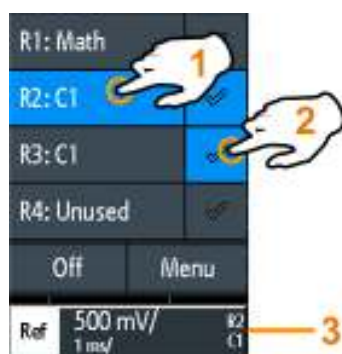 R1: Math
1
R2: C1
2
R3: C1
R4: Unused
Off Menu
Ref 500 mV/ R2
1 ms/ C1
3